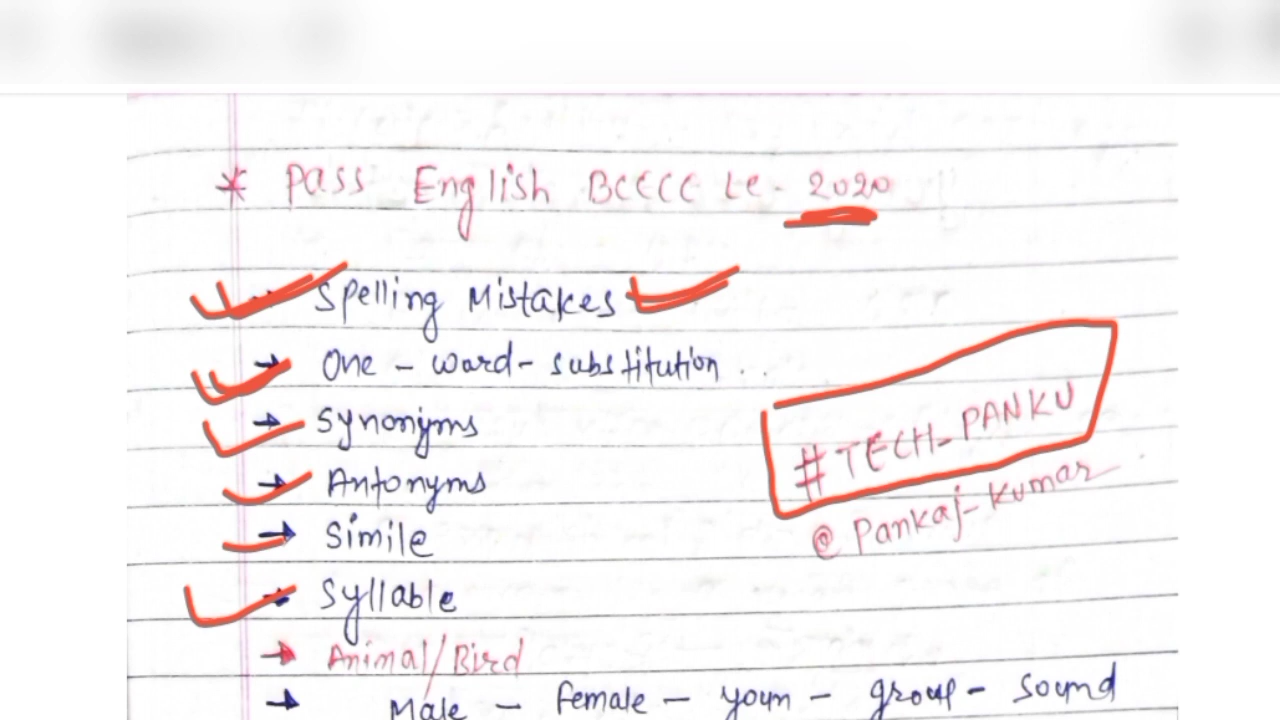 * Pass English BCECE Le- 2020
→ Spelling Mistakes
→ One - word - substitution ..
→ Synonyms
→ Antonyms
→ Simile
→ Syllable
→ Animal/Bird
→ Male - female - youn - group - sound
#TECH-PANKU
@ Pankaj-Kumar